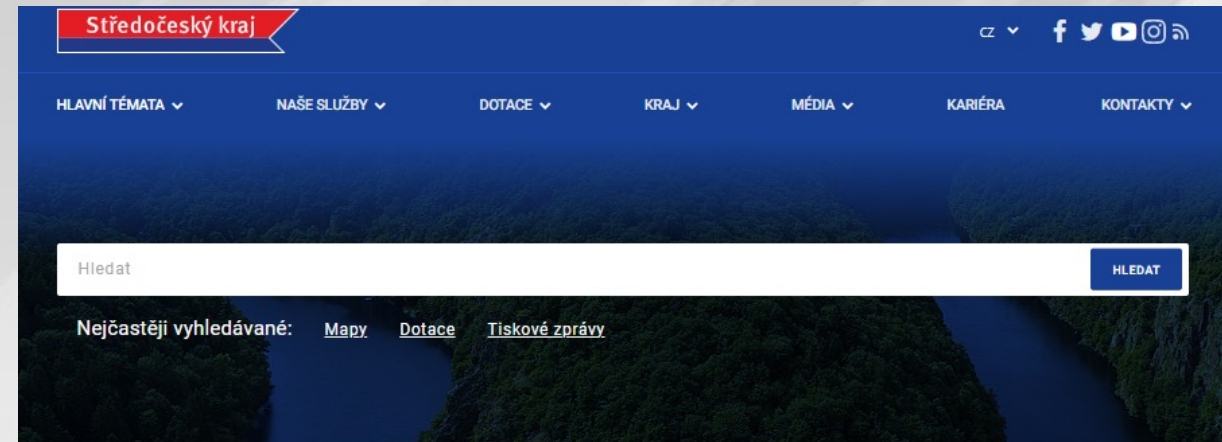 Středočeský kraj
CZ
HLAVNÍ TÉMATA NAŠE SLUŽBY DOTACE KRAJ MÉDIA KARIÉRA KONTAKTY
Hledat HLEDAT
Nejčastěji vyhledávané: Mapy Dotace Tiskové zprávy